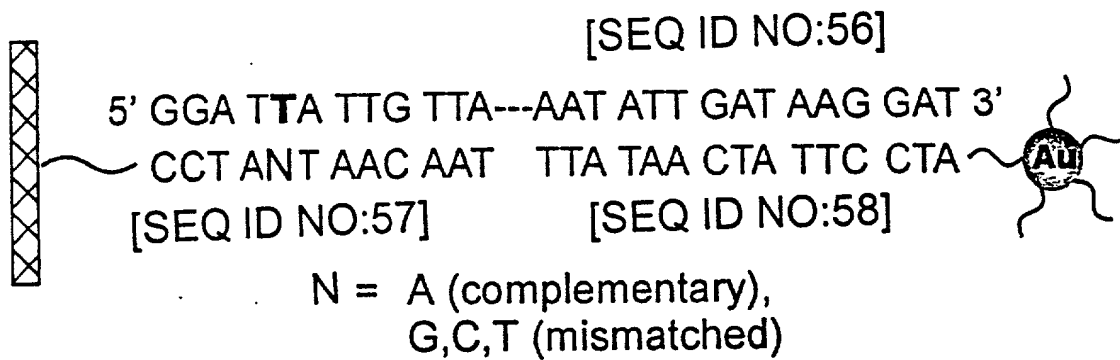 [SEQ ID NO:56]
5' GGA TTA TTG TTA---AAT ATT GAT AAG GAT 3'
CCT ANT AAC AAT TTA TAA CTA TTC CTA
Au
[SEQ ID NO:57] [SEQ ID NO:58]
N = A (complementary),
G,C,T (mismatched)